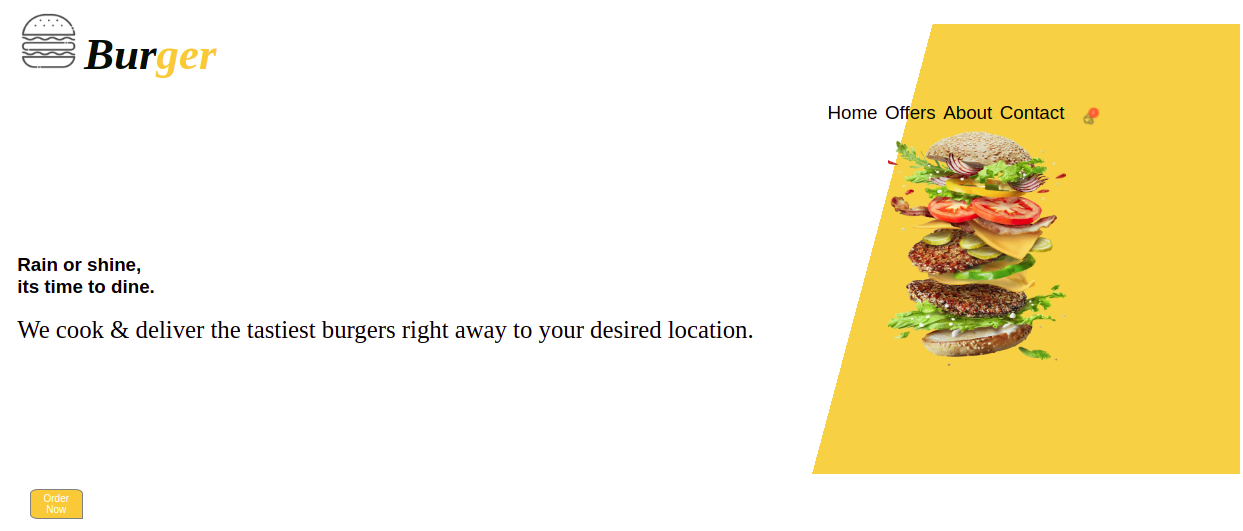 Burger
Home Offers About Contact
Rain or shine,
its time to dine.
We cook & deliver the tastiest burgers right away to your desired location.
Order
Now